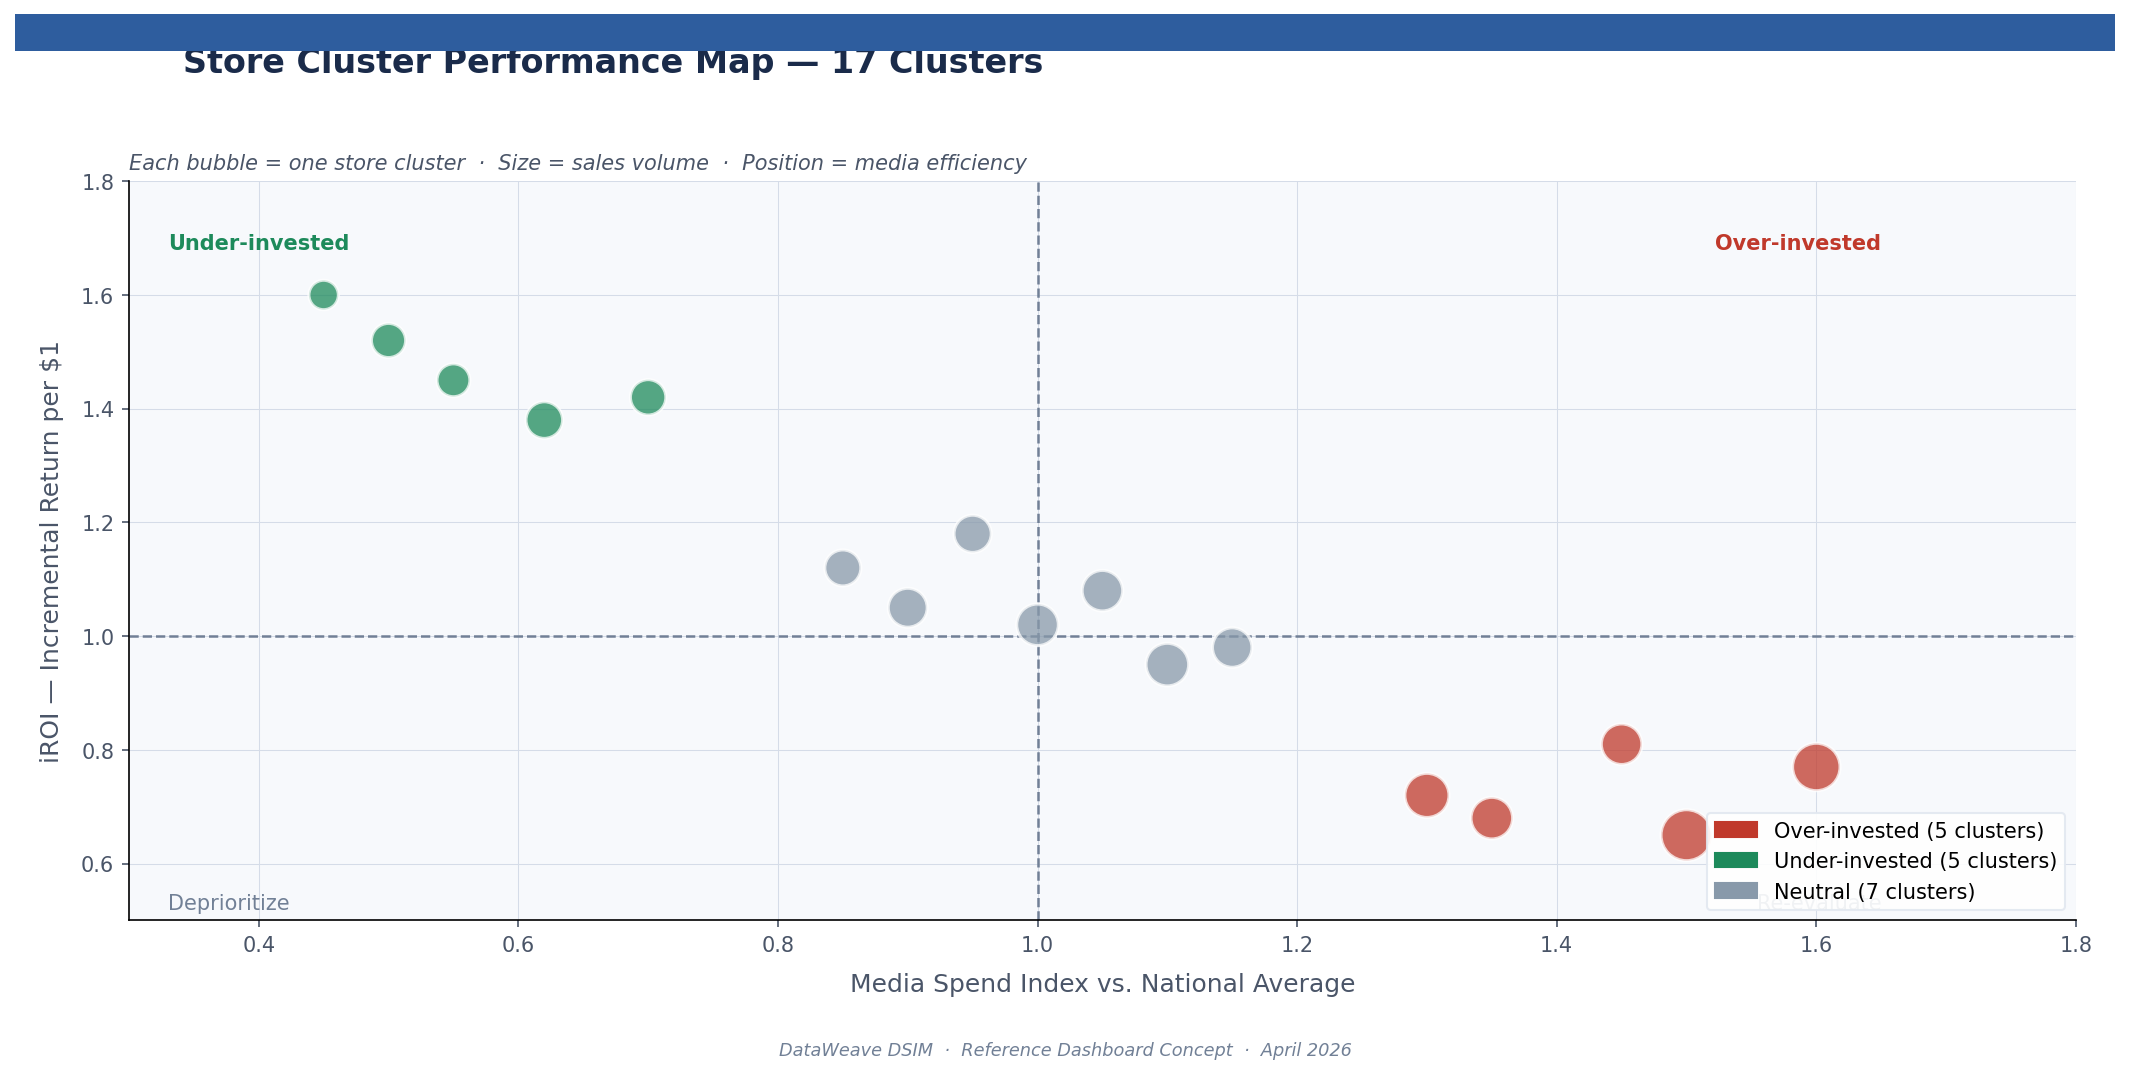 Store Cluster Performance Map — 17 Clusters
Each bubble = one store cluster · Size = sales volume · Position = media efficiency
1.8
Under-invested
Over-invested
1.6
1.4
1.2
1.0
0.8
0.6
iROI — Incremental Return per $1
Over-invested (5 clusters)
Under-invested (5 clusters)
Neutral (7 clusters)
Deprioritize
Re-evaluate
0.4
0.6
0.8
1.0
1.2
1.4
1.6
1.8
Media Spend Index vs. National Average
DataWeave DSIM · Reference Dashboard Concept · April 2026